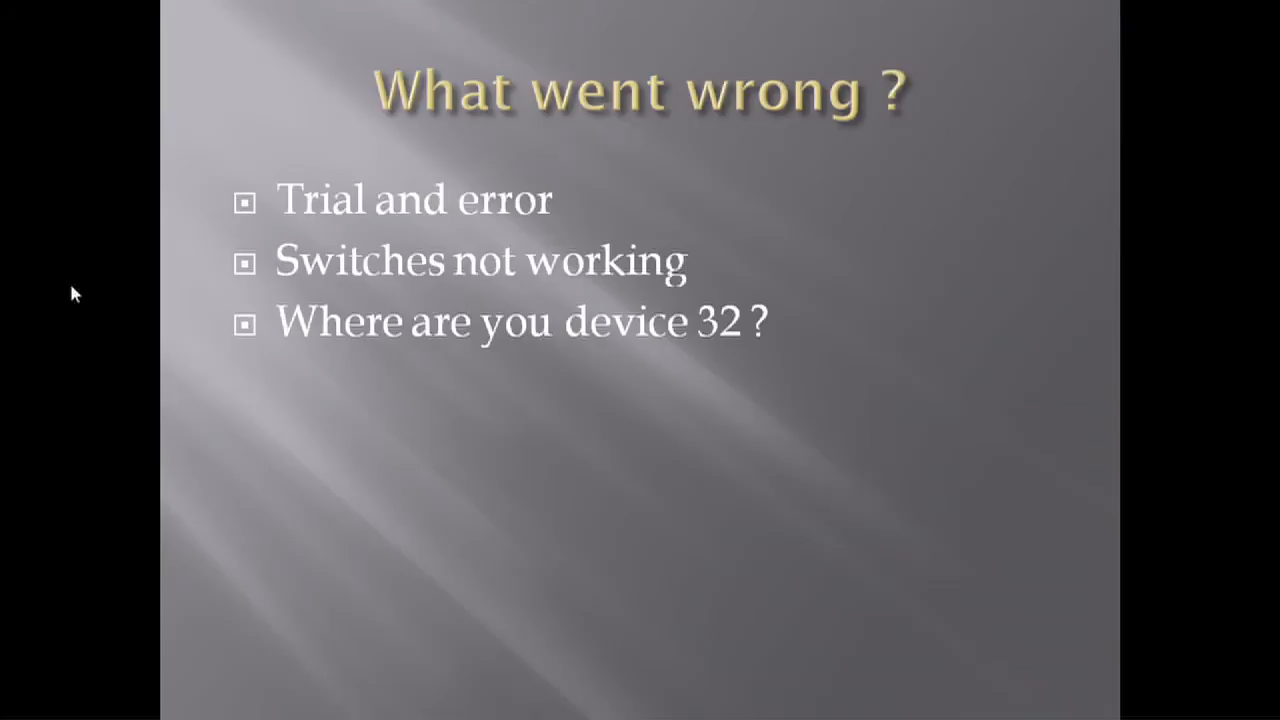 What went wrong ?
Trial and error
Switches not working
Where are you device 32 ?